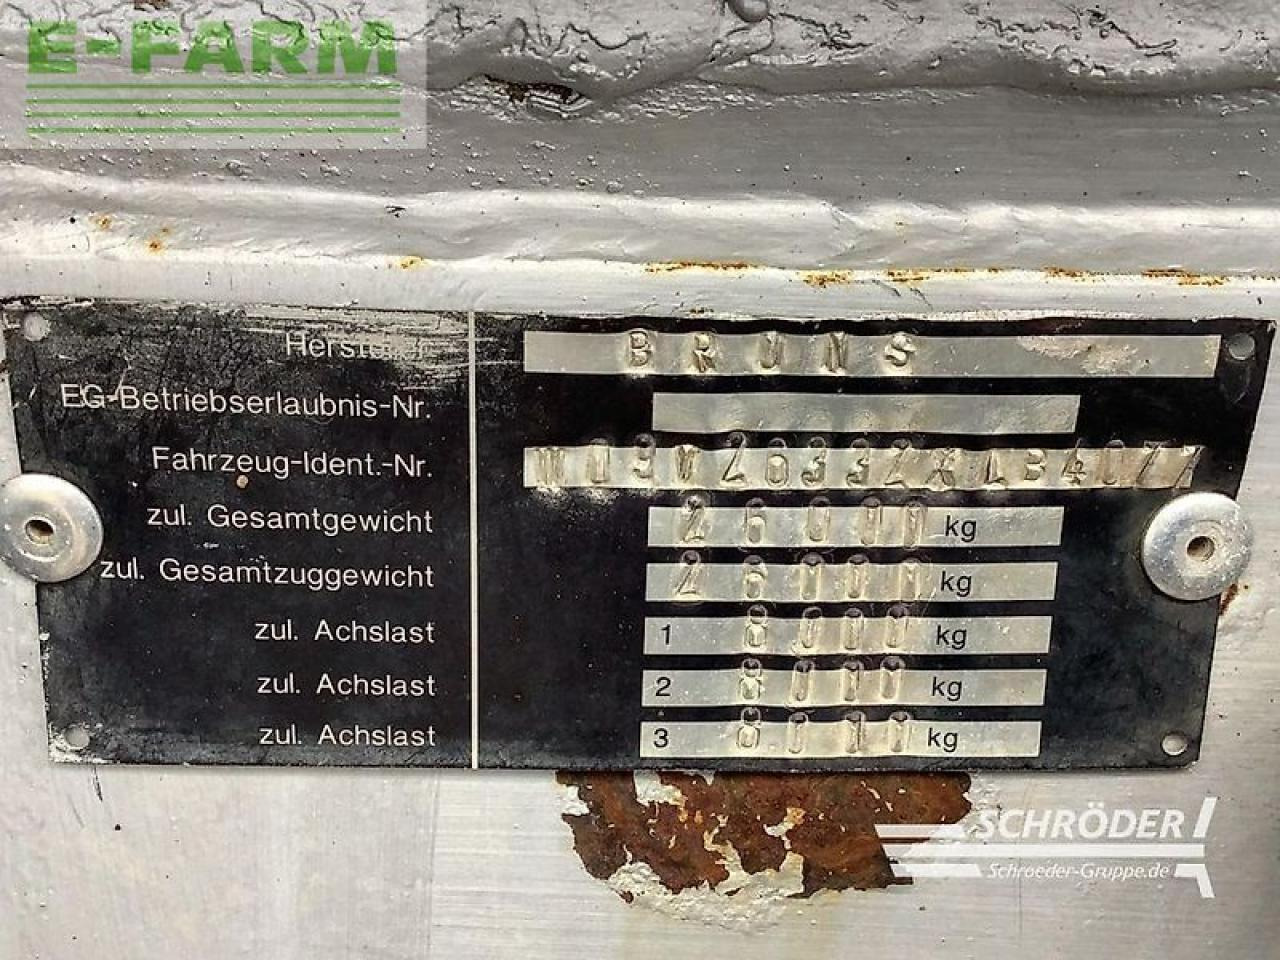 E-FARM
Hersteller BRUNS
EG-Betriebserlaubnis-Nr.
Fahrzeug-Ident.-Nr.
zul. Gesamtgewicht 26000 kg
zul. Gesamtzuggewicht 26000 kg
zul. Achslast 1 8000 kg
zul. Achslast 2 8000 kg
zul. Achslast 3 8000 kg
SCHRÖDER
Schroeder-Gruppe.de